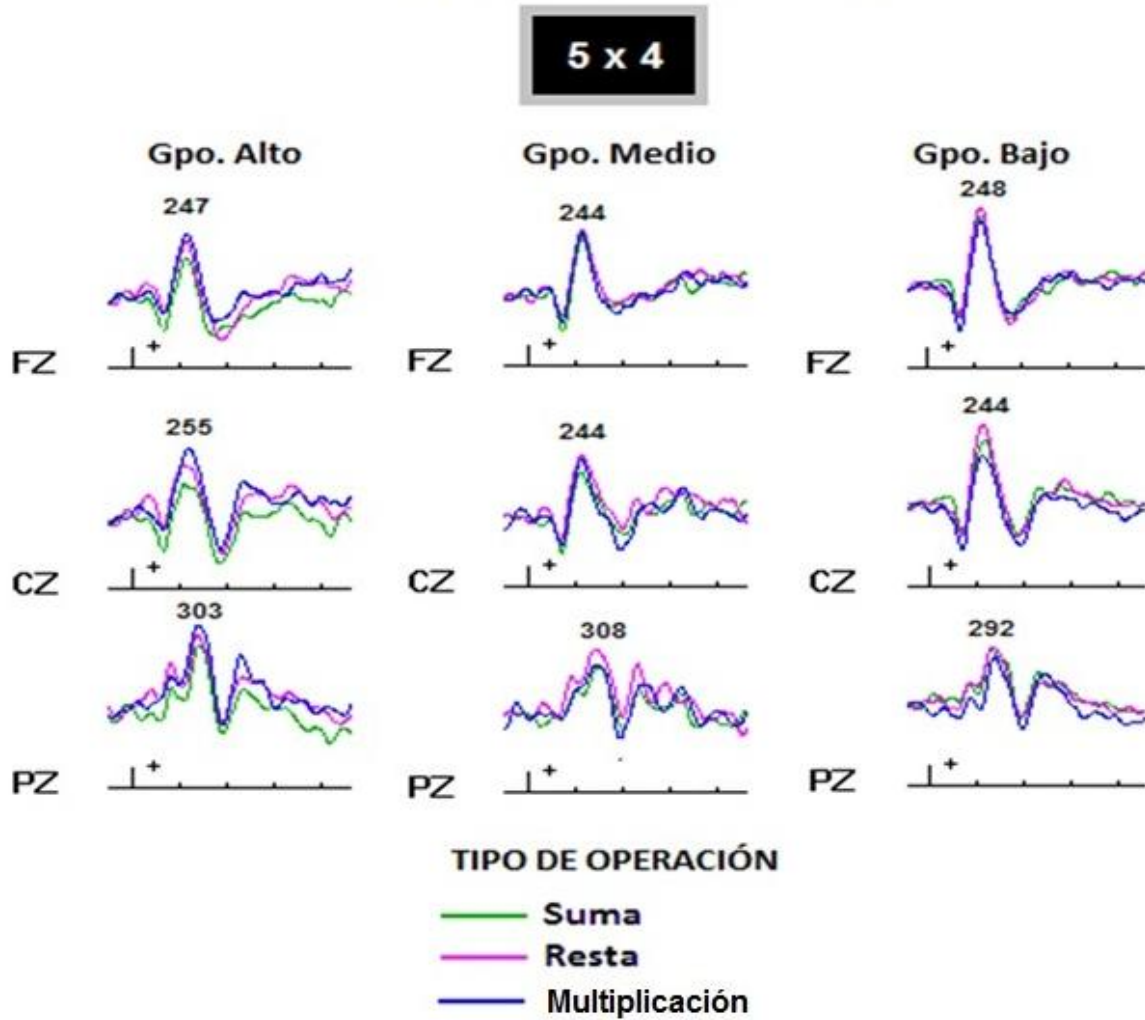 5 x 4
Gpo. Alto Gpo. Medio Gpo. Bajo
247 244 248
+ + +
FZ FZ FZ
255 244 244
+ + +
CZ CZ CZ
303 308 292
+ + +
PZ PZ PZ
TIPO DE OPERACIÓN
Suma
Resta
Multiplicación